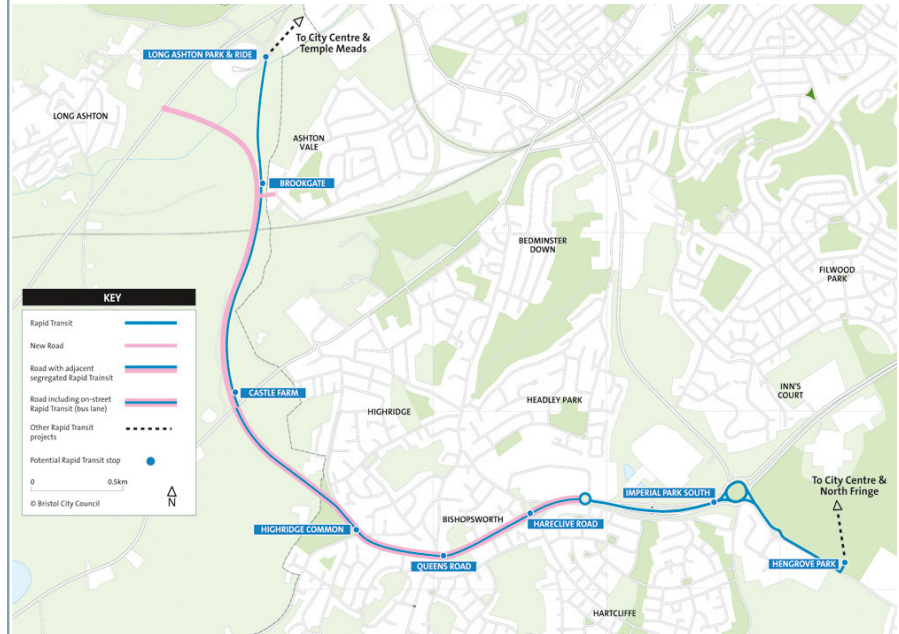 To City Centre &
Temple Meads
LONG ASHTON PARK & RIDE
LONG ASHTON
ASHTON
VALE
BROOKGATE
BEDMINSTER
DOWN
FILWOOD
PARK
KEY
Rapid Transit
New Road
Road with adjacent
segregated Rapid Trainsit
Road including on-street
Rapid Transit (bus lane)
Other Rapid Transit
projects
Potential Rapid Transit stop
0 0.5km
© Bristol City Council
N
CASTLE FARM
HIGHRIDGE
HEADLEY PARK
INN'S
COURT
To City Centre &
North Fringe
IMPERIAL PARK SOUTH
BISHOPSWORTH
HARECLIVE ROAD
HIGHRIDGE COMMON
QUEENS ROAD
HENGROVE PARK
HARTCLIFFE